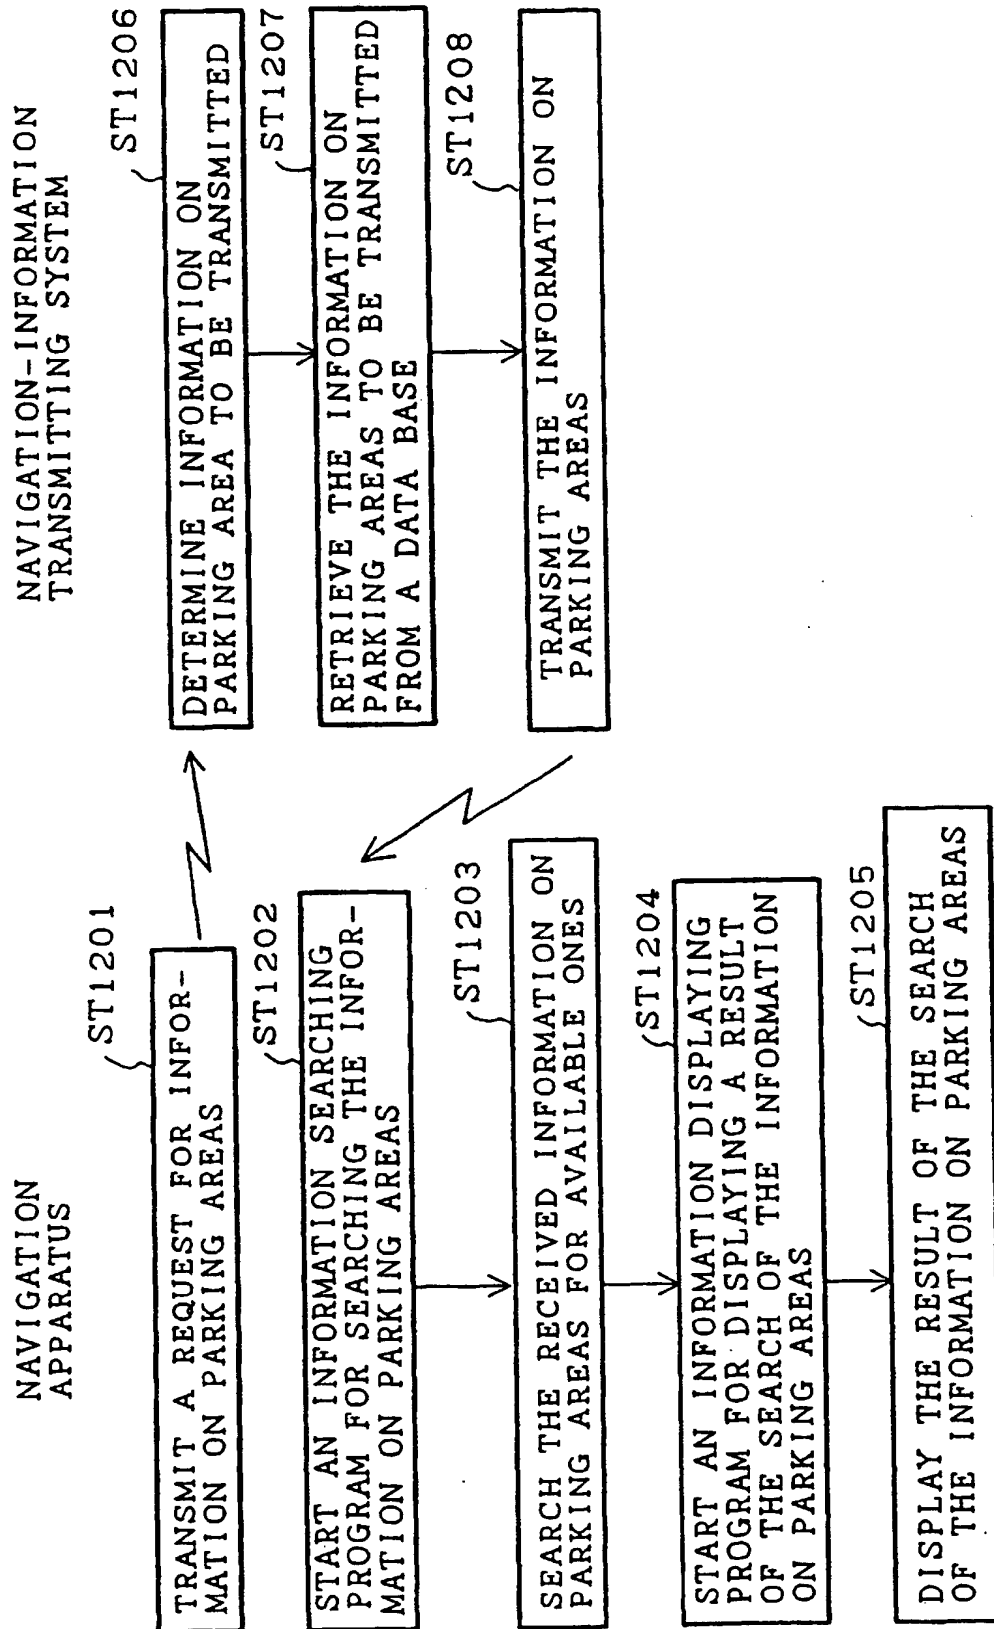 NAVIGATION
APPARATUS
ST1201
TRANSMIT A REQUEST FOR INFOR-
MATION ON PARKING AREAS
ST1202
START AN INFORMATION SEARCHING
PROGRAM FOR SEARCHING THE INFOR-
MATION ON PARKING AREAS
ST1203
SEARCH THE RECEIVED INFORMATION ON
PARKING AREAS FOR AVAILABLE ONES
ST1204
START AN INFORMATION DISPLAYING
PROGRAM FOR DISPLAYING A RESULT
OF THE SEARCH OF THE INFORMATION
ON PARKING AREAS
ST1205
DISPLAY THE RESULT OF THE SEARCH
OF THE INFORMATION ON PARKING AREAS
NAVIGATION-INFORMATION
TRANSMITTING SYSTEM
ST1206
DETERMINE INFORMATION ON
PARKING AREA TO BE TRANSMITTED
ST1207
RETRIEVE THE INFORMATION ON
PARKING AREAS TO BE TRANSMITTED
FROM A DATA BASE
ST1208
TRANSMIT THE INFORMATION ON
PARKING AREAS